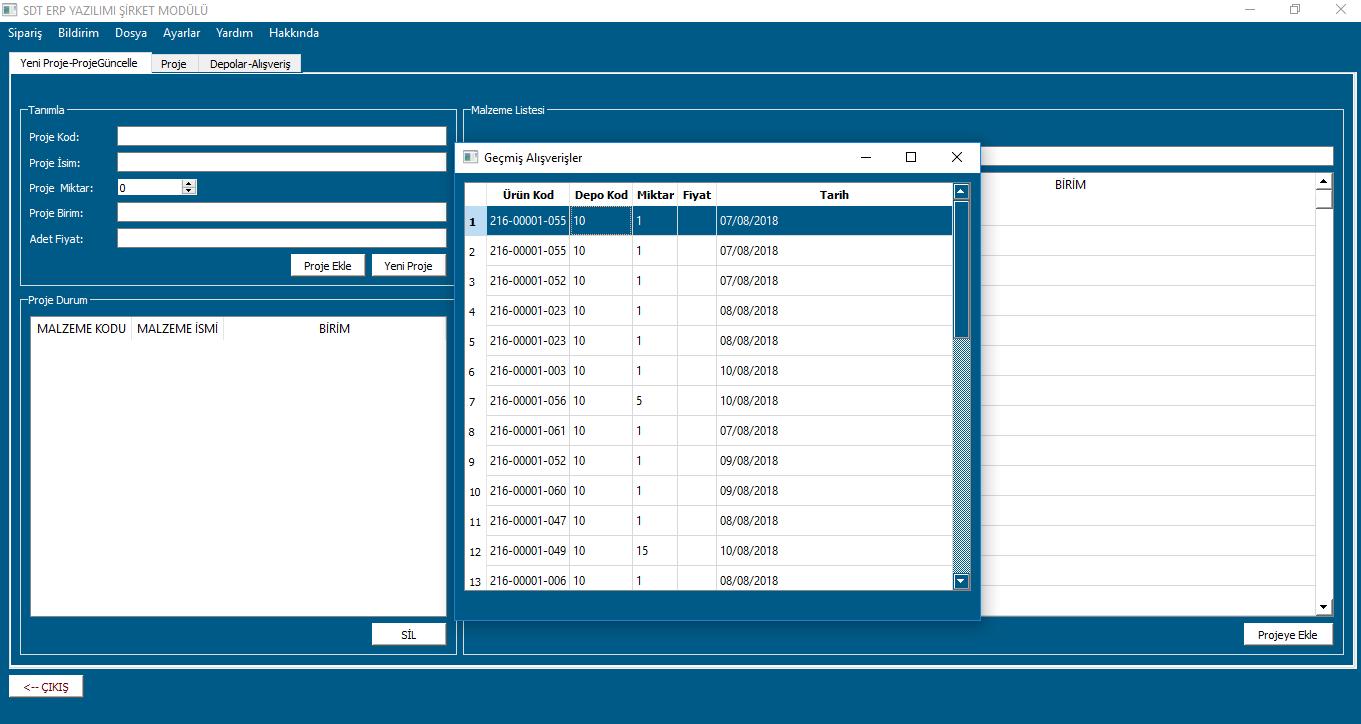 SDT ERP YAZILIMI ŞİRKET MODÜLÜ
Sipariş Bildirim Dosya Ayarlar Yardım Hakkında
Yeni Proje-ProjeGüncelle Proje Depolar-Alışveriş
Tanımla
Proje Kod:
Proje İsim:
Proje Miktar: 0
Proje Birim:
Adet Fiyat:
Proje Ekle Yeni Proje
Proje Durum
MALZEME KODU MALZEME İSMİ BİRİM
SİL
Malzeme Listesi
BİRİM
Projeye Ekle
Geçmiş Alışverişler
Ürün Kod Depo Kod Miktar Fiyat Tarih
1 216-00001-055 10 1 07/08/2018
2 216-00001-055 10 1 07/08/2018
3 216-00001-052 10 1 07/08/2018
4 216-00001-023 10 1 08/08/2018
5 216-00001-023 10 1 08/08/2018
6 216-00001-003 10 1 10/08/2018
7 216-00001-056 10 5 10/08/2018
8 216-00001-061 10 1 07/08/2018
9 216-00001-052 10 1 09/08/2018
10 216-00001-060 10 1 09/08/2018
11 216-00001-047 10 1 08/08/2018
12 216-00001-049 10 15 10/08/2018
13 216-00001-006 10 1 08/08/2018
<-- ÇIKIŞ